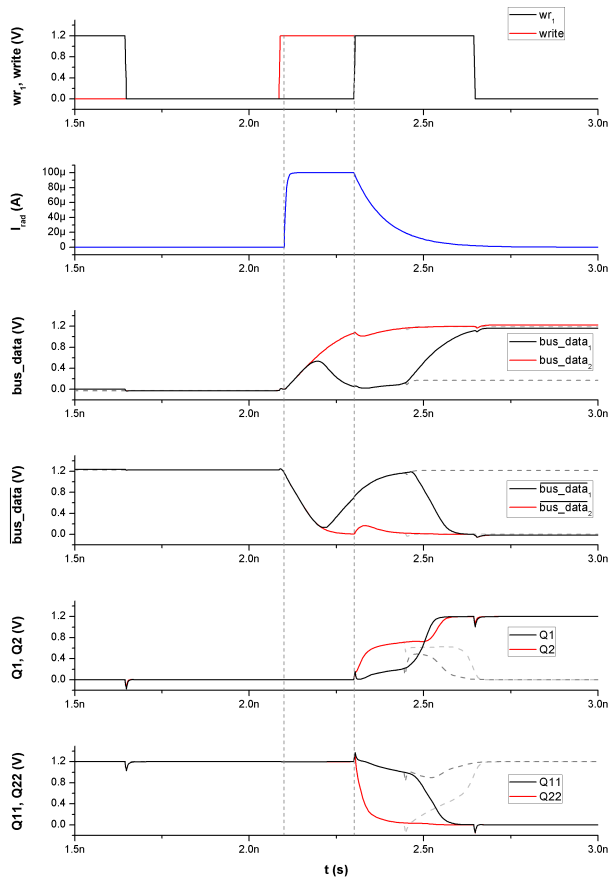 wr1
write
wr1, write (V)
1.2
0.8
0.4
0.0
1.5n 2.0n 2.5n 3.0n
Irad (A)
100µ
80µ
60µ
40µ
20µ
0
1.5n 2.0n 2.5n 3.0n
bus_data (V)
1.2
0.8
0.4
0.0
bus_data1
bus_data2
1.5n 2.0n 2.5n 3.0n
bus_data (V)
1.2
0.8
0.4
0.0
bus_data1
bus_data2
1.5n 2.0n 2.5n 3.0n
Q1, Q2 (V)
1.2
0.8
0.4
0.0
Q1
Q2
1.5n 2.0n 2.5n 3.0n
Q11, Q22 (V)
1.2
0.8
0.4
0.0
Q11
Q22
1.5n 2.0n 2.5n 3.0n
t (s)